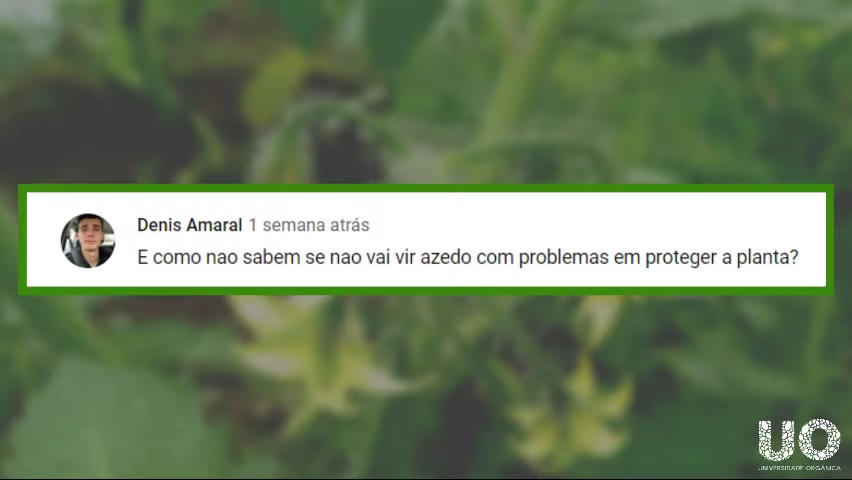 Denis Amaral 1 semana atrás
E como nao sabem se nao vai vir azedo com problemas em proteger a planta?
UO
UNIVERSIDADE ORGÂNICA